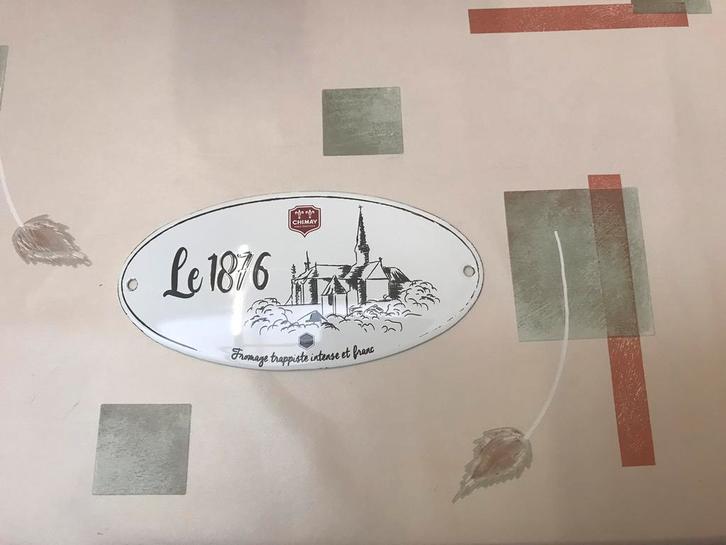 CHIMAY
Le 1876
Fromage trappiste intense et franc